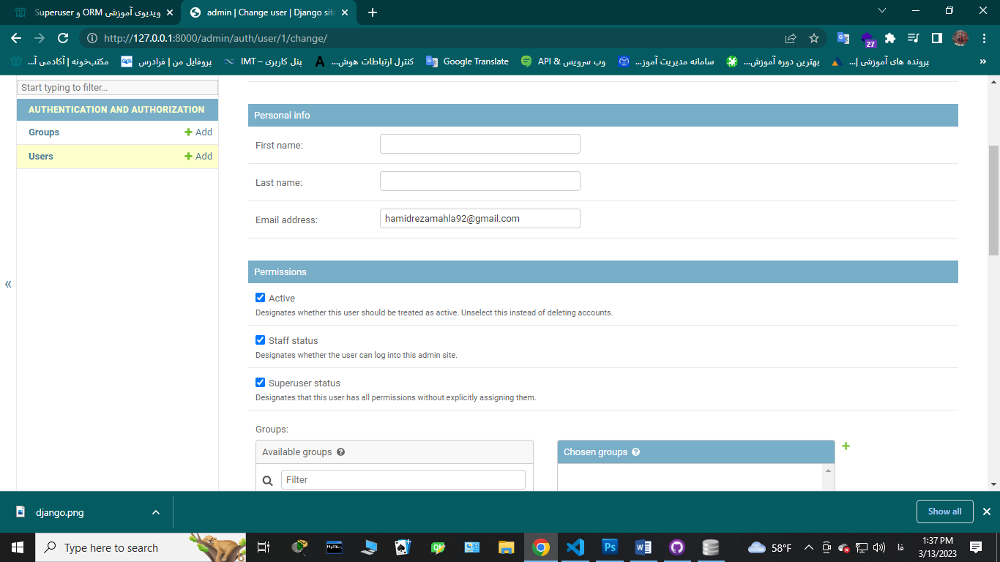 ویدیوی آموزشی ORM و Superuser
admin | Change user | Django sit
http://127.0.0.1:8000/admin/auth/user/1/change/
27
مکتب‌خونه | آکادمی آ...
پروفایل من | فرادرس
پنل کاربری – IMT
کنترل ارتباطات هوش...
Google Translate
وب سرویس & API
سامانه مدیریت آموز...
بهترین دوره آموزش...
پرونده های آموزشی |...
»
Start typing to filter...
AUTHENTICATION AND AUTHORIZATION
Groups + Add
Users + Add
«
Personal info
First name:
Last name:
Email address: hamidrezamahla92@gmail.com
Permissions
Active
Designates whether this user should be treated as active. Unselect this instead of deleting accounts.
Staff status
Designates whether the user can log into this admin site.
Superuser status
Designates that this user has all permissions without explicitly assigning them.
Groups:
Available groups
Filter
Chosen groups
django.png
Show all
Type here to search
MySQL
Ps
58°F
فا
1:37 PM
3/13/2023